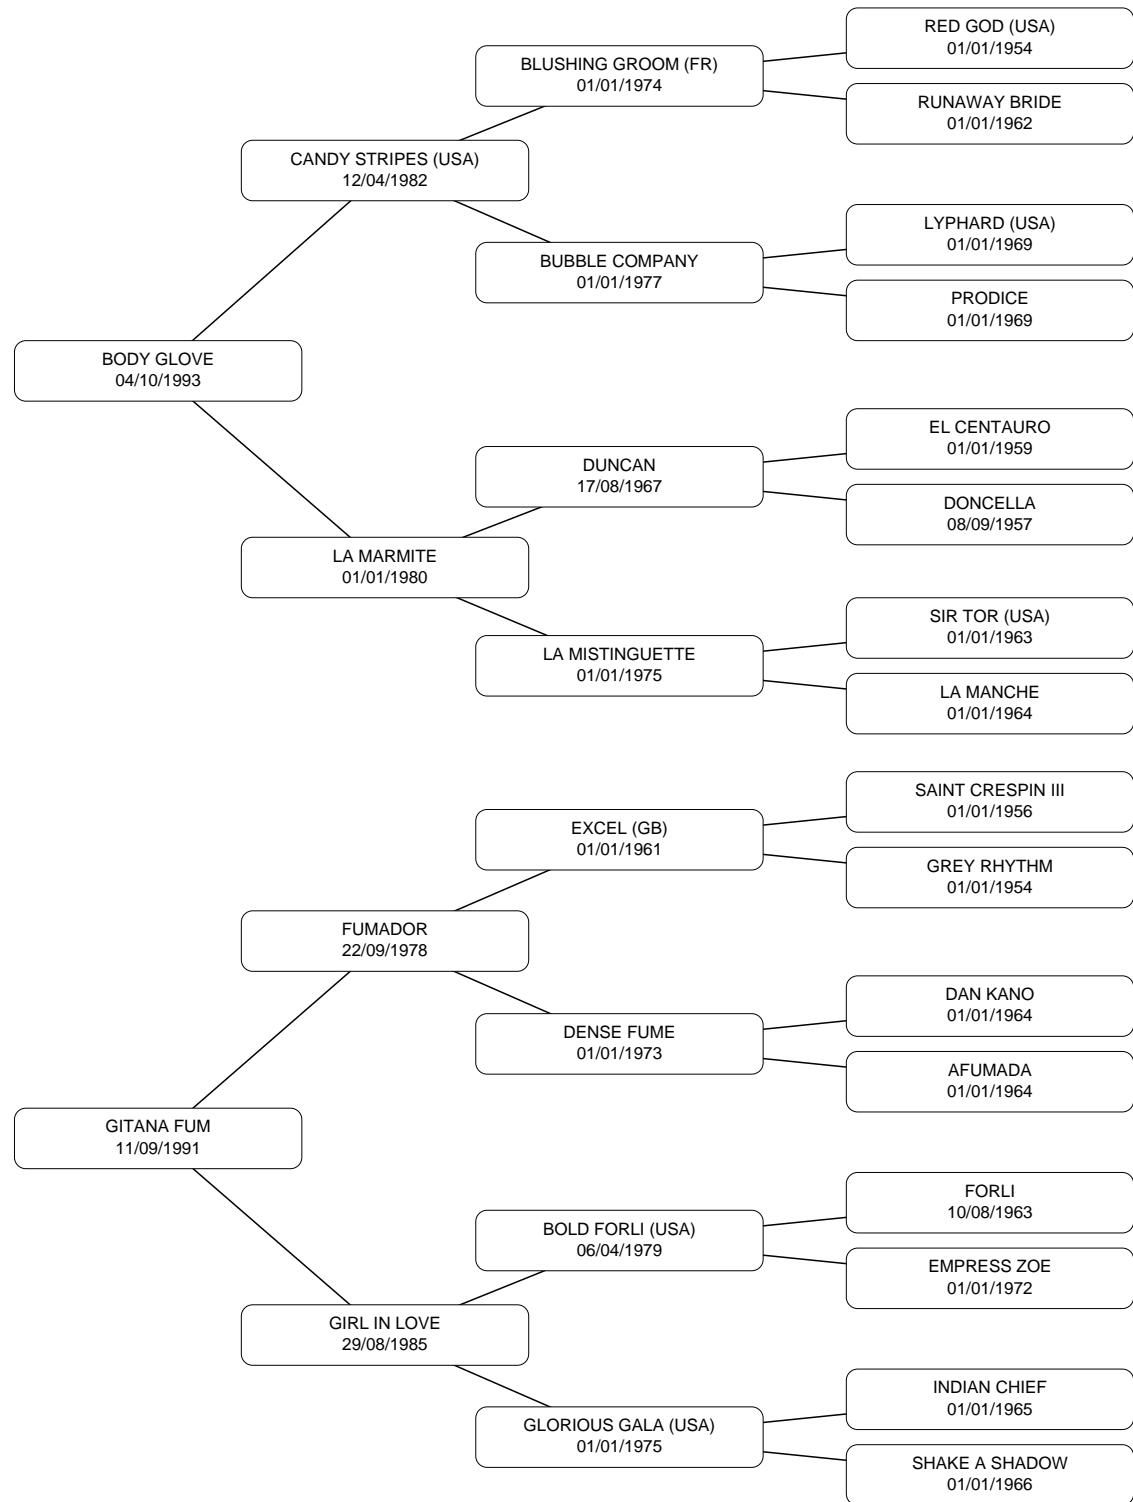 RED GOD (USA)
01/01/1954
BLUSHING GROOM (FR)
01/01/1974
RUNAWAY BRIDE
01/01/1962
CANDY STRIPES (USA)
12/04/1982
LYPHARD (USA)
01/01/1969
BUBBLE COMPANY
01/01/1977
PRODICE
01/01/1969
BODY GLOVE
04/10/1993
EL CENTAURO
01/01/1959
DUNCAN
17/08/1967
DONCELLA
08/09/1957
LA MARMITE
01/01/1980
SIR TOR (USA)
01/01/1963
LA MISTINGUETTE
01/01/1975
LA MANCHE
01/01/1964
SAINT CRESPIN III
01/01/1956
EXCEL (GB)
01/01/1961
GREY RHYTHM
01/01/1954
FUMADOR
22/09/1978
DAN KANO
01/01/1964
DENSE FUME
01/01/1973
AFUMADA
01/01/1964
GITANA FUM
11/09/1991
FORLI
10/08/1963
BOLD FORLI (USA)
06/04/1979
EMPRESS ZOE
01/01/1972
GIRL IN LOVE
29/08/1985
INDIAN CHIEF
01/01/1965
GLORIOUS GALA (USA)
01/01/1975
SHAKE A SHADOW
01/01/1966